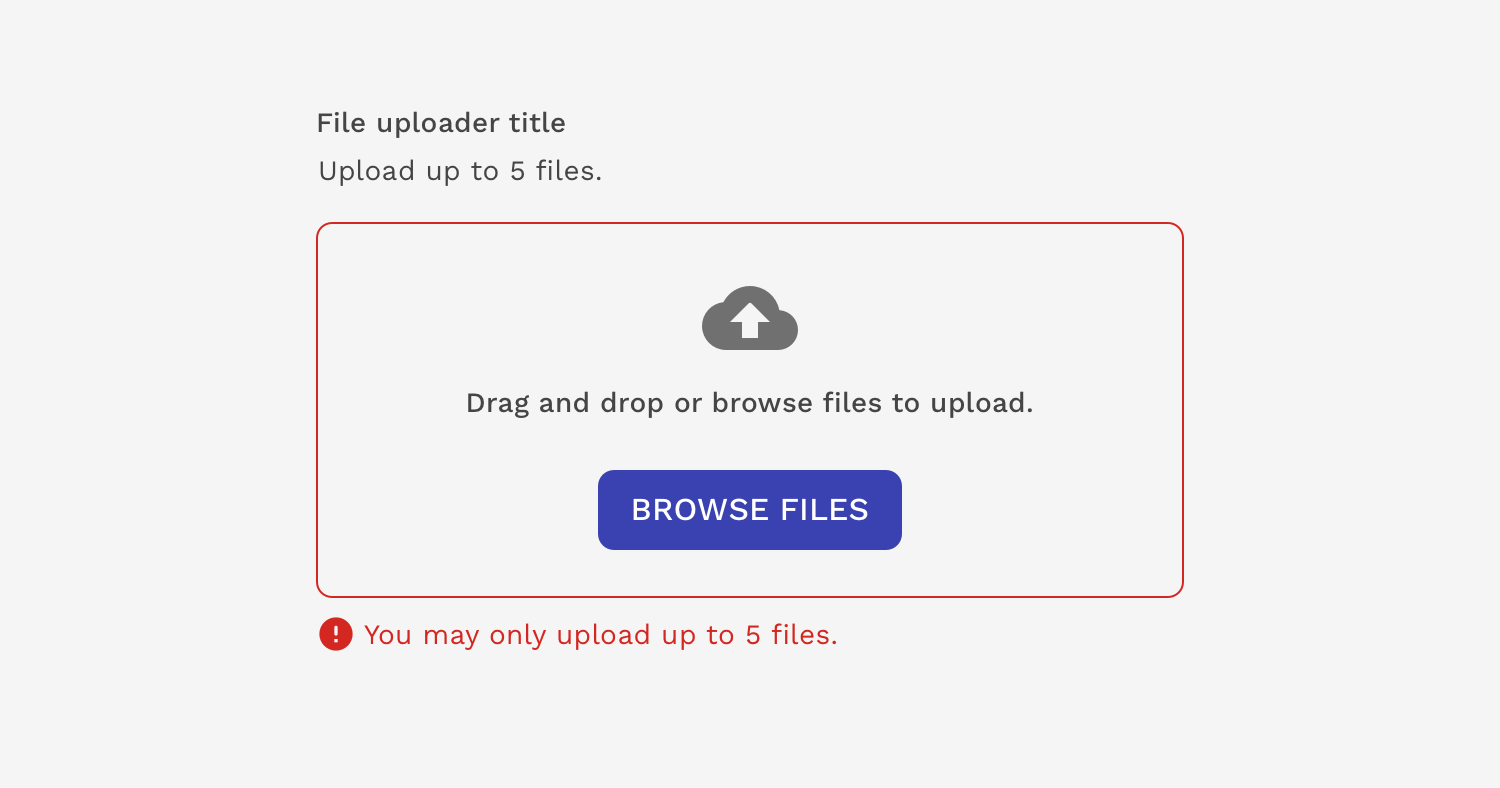 File uploader title
Upload up to 5 files.
Drag and drop or browse files to upload.
BROWSE FILES
You may only upload up to 5 files.